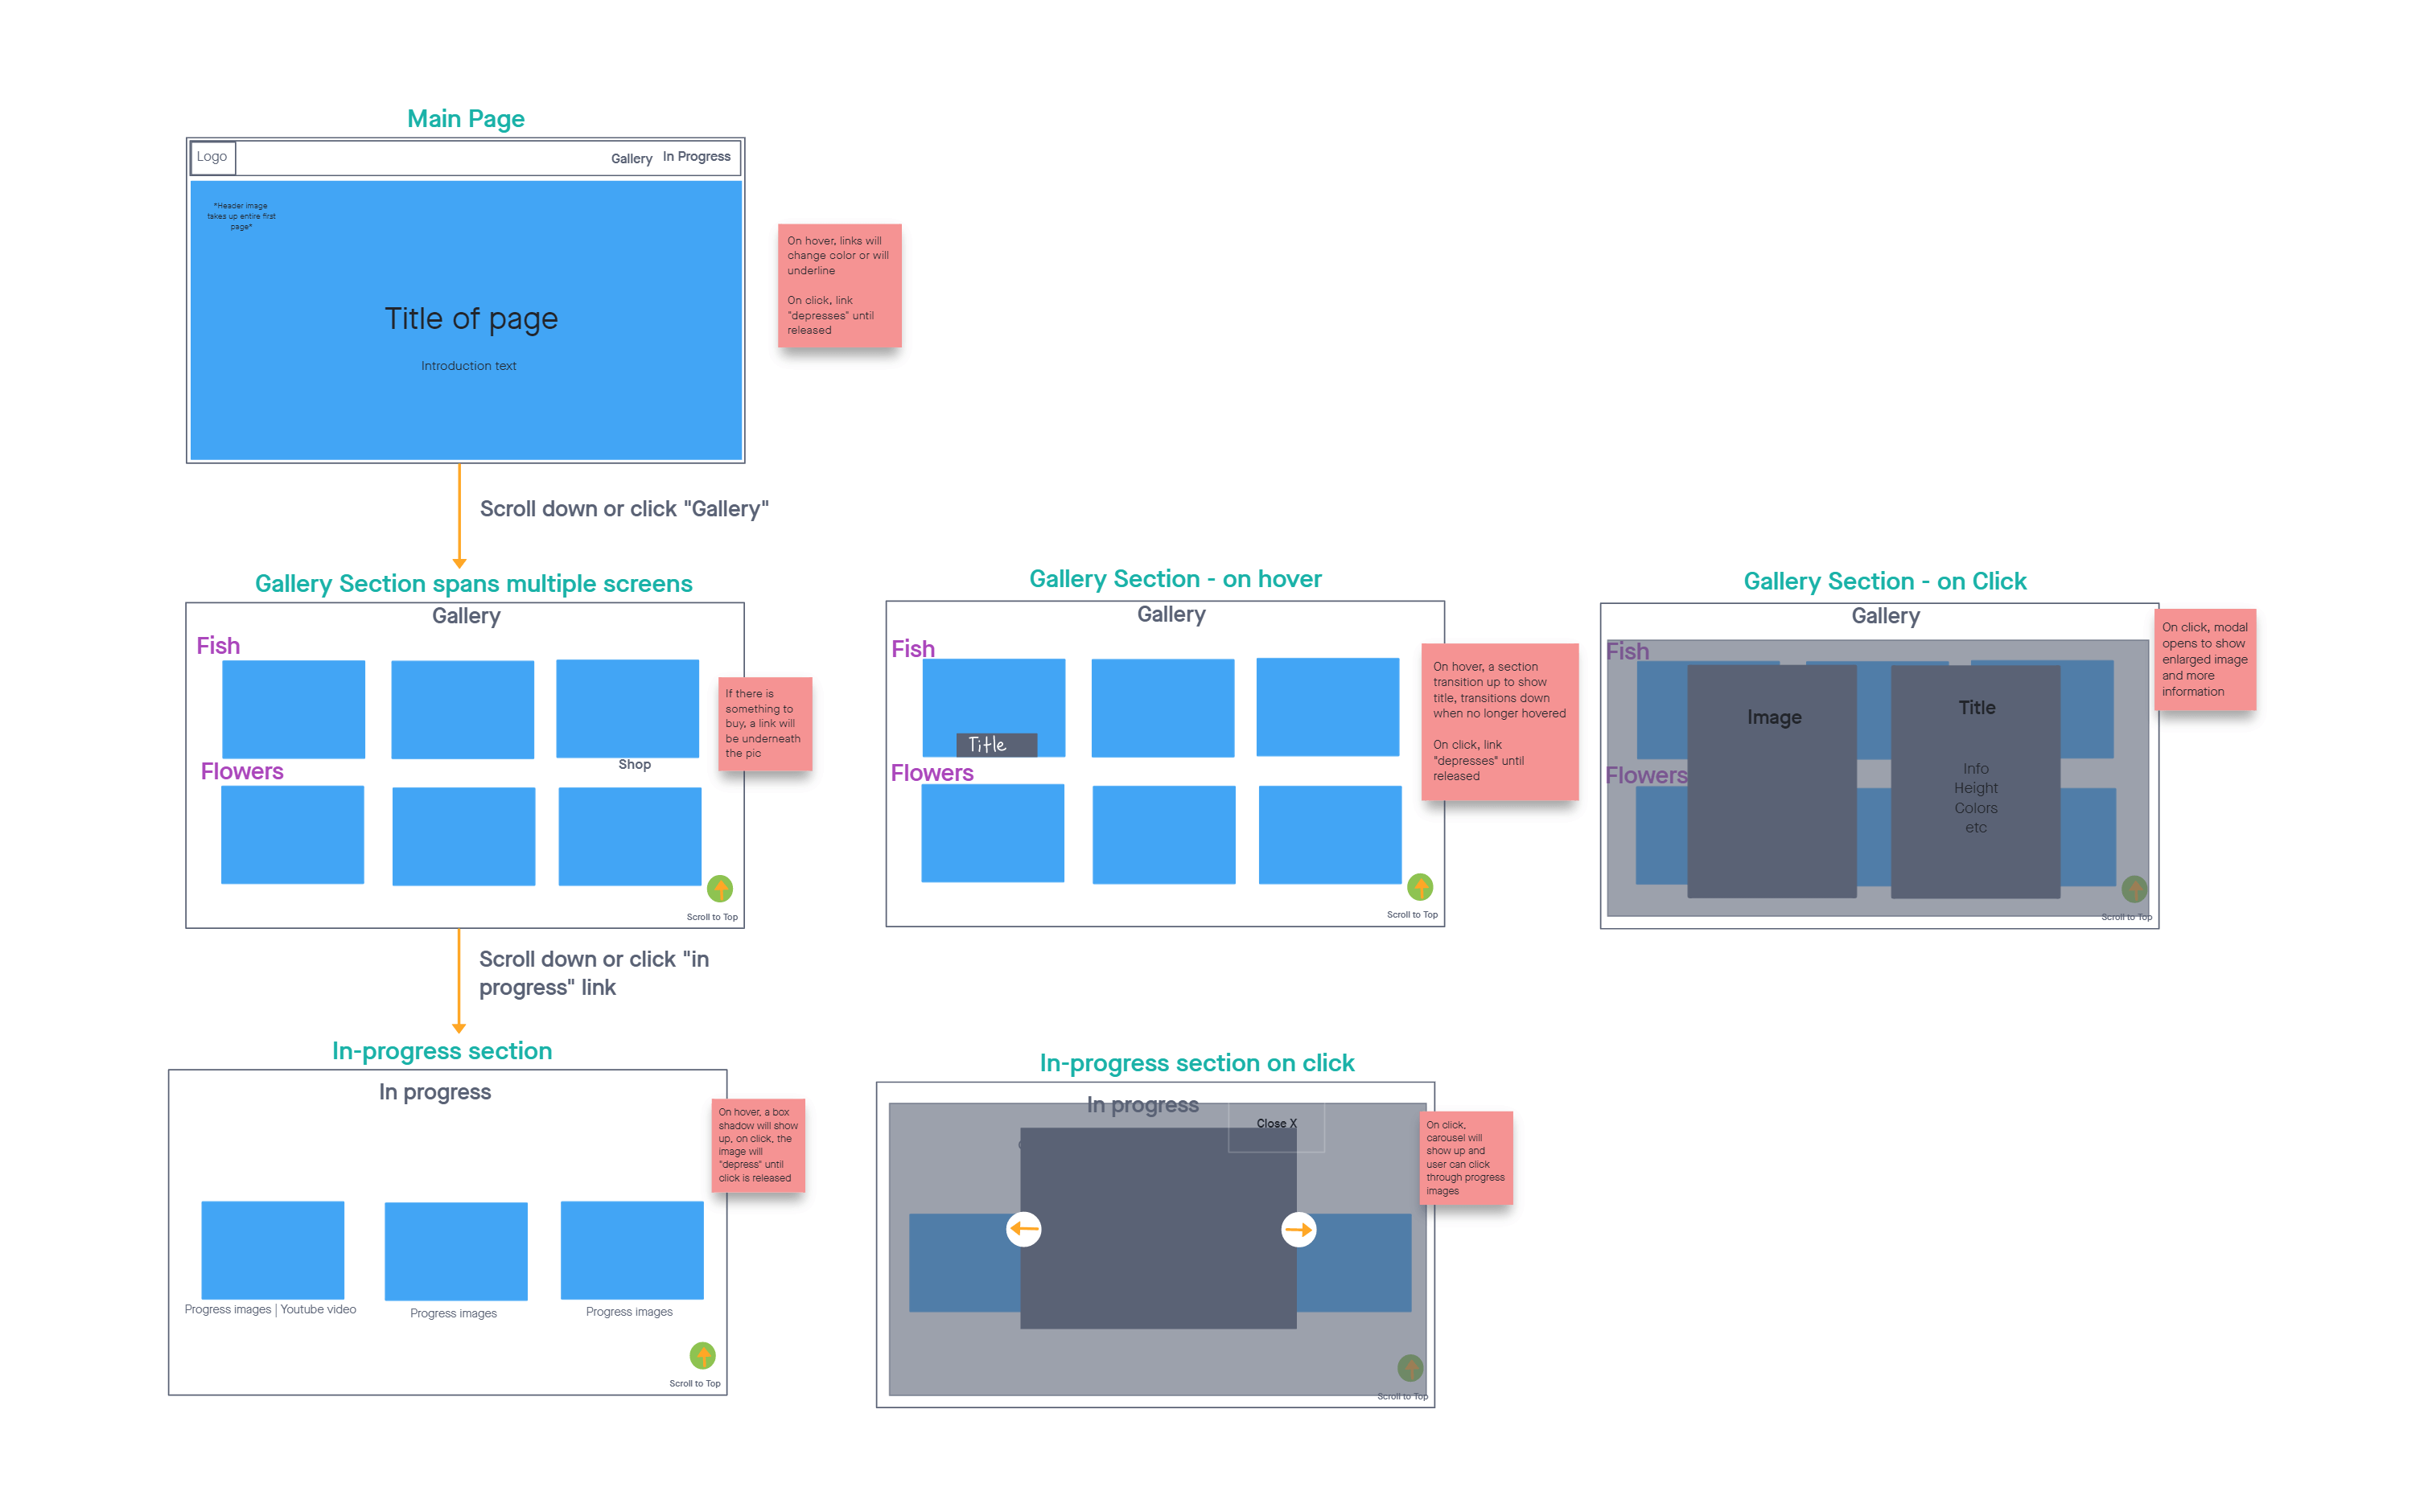 Main Page
Logo
Gallery
In Progress
*Header image
takes up entire first
page*
Title of page
Introduction text
On hover, links will
change color or will
underline
On click, link
"depresses" until
released
Scroll down or click "Gallery"
Gallery Section spans multiple screens
Gallery
Fish
Shop
Flowers
Scroll to Top
If there is
something to
buy, a link will
be underneath
the pic
Gallery Section - on hover
Gallery
Fish
Title
Flowers
Scroll to Top
On hover, a section
transition up to show
title, transitions down
when no longer hovered
On click, link
"depresses" until
released
Gallery Section - on Click
Gallery
Fish
Flowers
Image
Title
Info
Height
Colors
etc
Scroll to Top
On click, modal
opens to show
enlarged image
and more
information
Scroll down or click "in
progress" link
In-progress section
In progress
Progress images | Youtube video
Progress images
Progress images
Scroll to Top
On hover, a box
shadow will show
up, on click, the
image will
"depress" until
click is released
In-progress section on click
In progress
Close X
Scroll to Top
On click,
carousel will
show up and
user can click
through progress
images